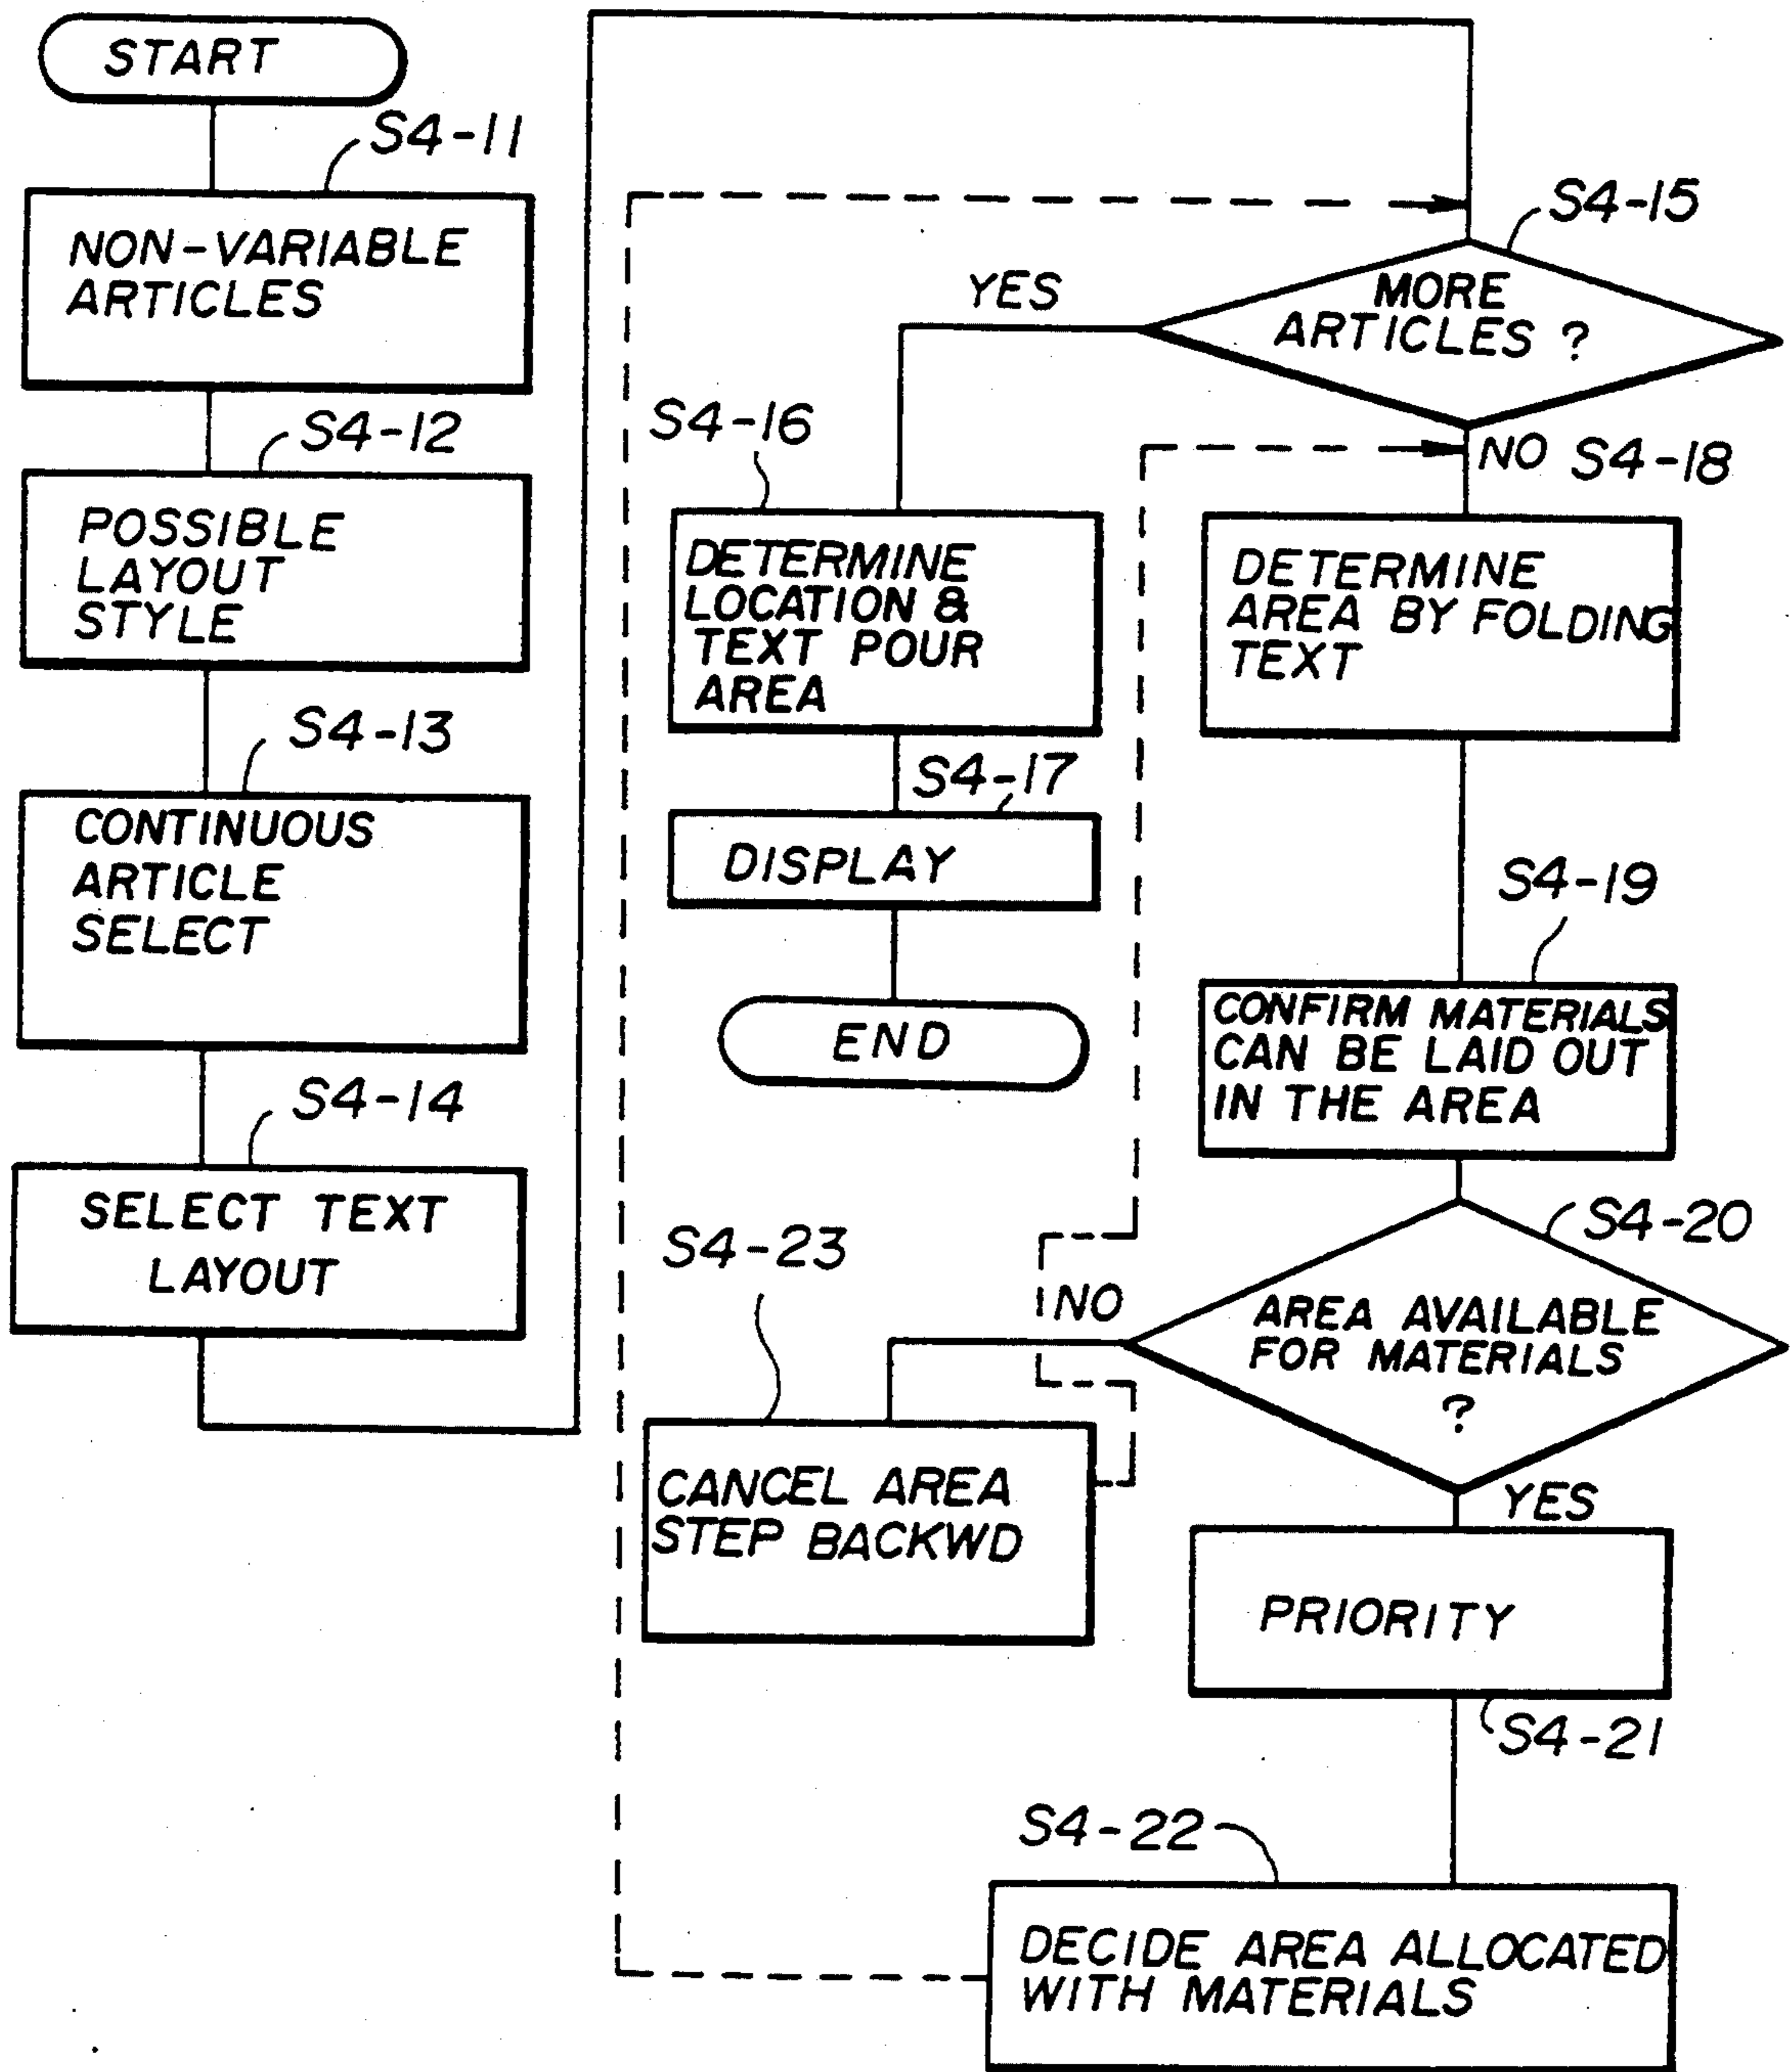 START
S4-11
NON-VARIABLE
ARTICLES
S4-12
POSSIBLE
LAYOUT
STYLE
S4-13
CONTINUOUS
ARTICLE
SELECT
S4-14
SELECT TEXT
LAYOUT
S4-15
MORE
ARTICLES ?
YES
NO
S4-16
DETERMINE
LOCATION &
TEXT POUR
AREA
S4-17
DISPLAY
END
S4-18
DETERMINE
AREA BY FOLDING
TEXT
S4-19
CONFIRM MATERIALS
CAN BE LAID OUT
IN THE AREA
S4-20
AREA AVAILABLE
FOR MATERIALS
?
NO
YES
S4-23
CANCEL AREA
STEP BACKWD
PRIORITY
S4-21
S4-22
DECIDE AREA ALLOCATED
WITH MATERIALS